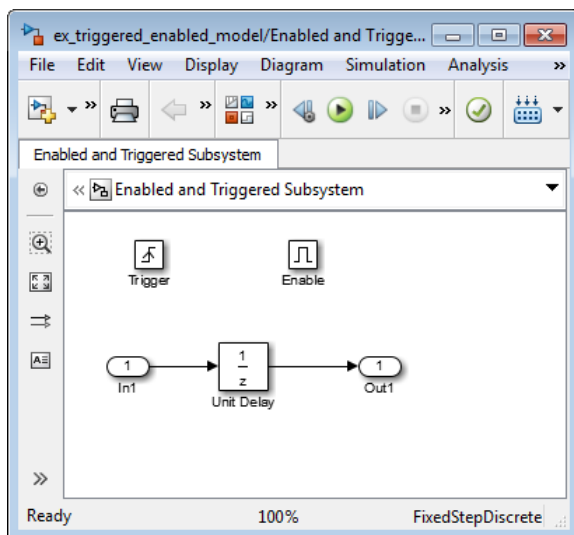 ex_triggered_enabled_model/Enabled and Trigge...
File Edit View Display Diagram Simulation Analysis »
» » »
Enabled and Triggered Subsystem
« Enabled and Triggered Subsystem
Trigger Enable
1 1 1
z
In1 Unit Delay Out1
»
Ready 100% FixedStepDiscrete